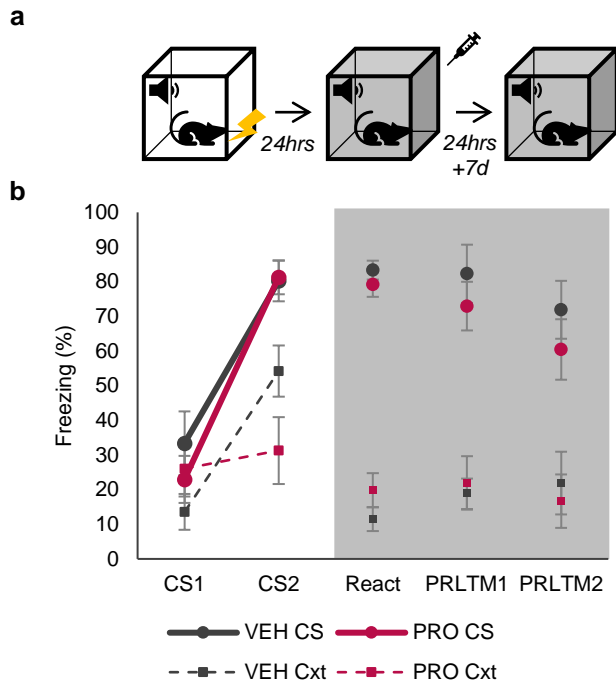 a
24hrs
24hrs
+7d
b
Freezing (%)
100
90
80
70
60
50
40
30
20
10
0
CS1 CS2 React PRLTM1 PRLTM2
VEH CS PRO CS
VEH Cxt PRO Cxt